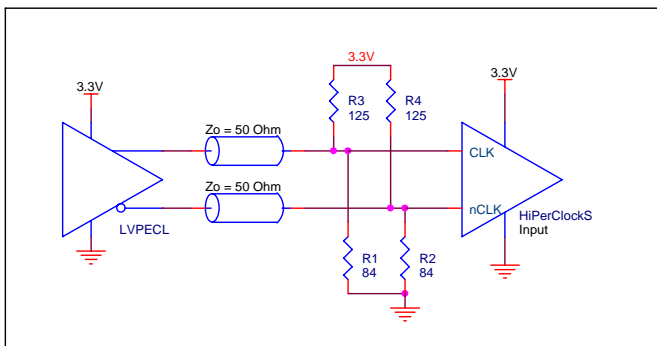 3.3V
3.3V
3.3V
R3
125
R4
125
Zo = 50 Ohm
CLK
Zo = 50 Ohm
nCLK
HiPerClockS
Input
LVPECL
R1
84
R2
84